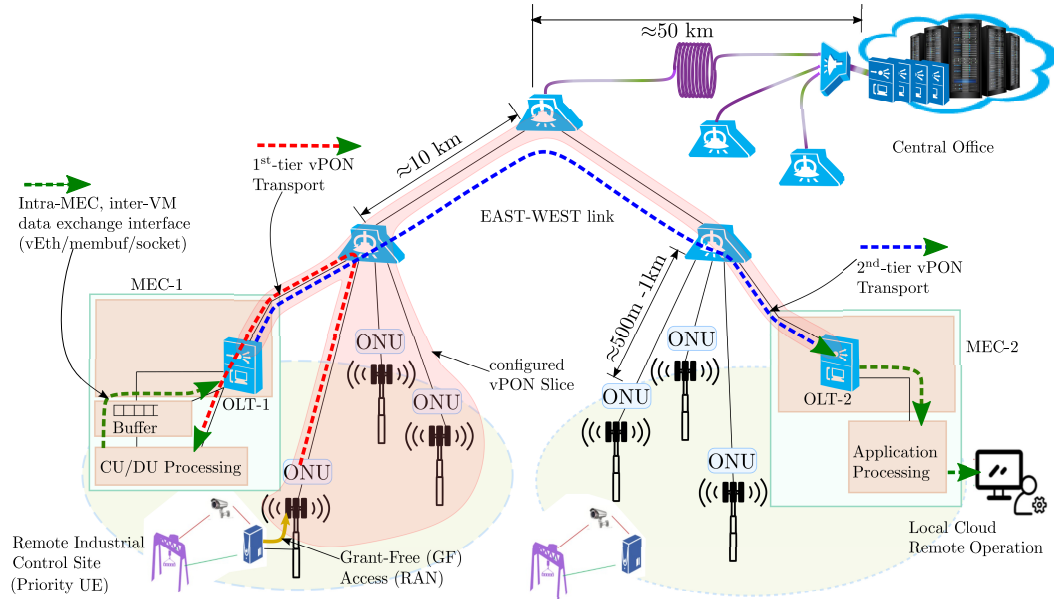 ≈50 km
Central Office
≈10 km
1st-tier vPON
Transport
Intra-MEC, inter-VM
data exchange interface
(vEth/membuf/socket)
EAST-WEST link
2nd-tier vPON
Transport
≈500m -1km
MEC-1
MEC-2
ONU
ONU
ONU
ONU
ONU
ONU
configured
vPON Slice
OLT-1
OLT-2
Buffer
CU/DU Processing
Application
Processing
Remote Industrial
Control Site
(Priority UE)
Grant-Free (GF)
Access (RAN)
Local Cloud
Remote Operation